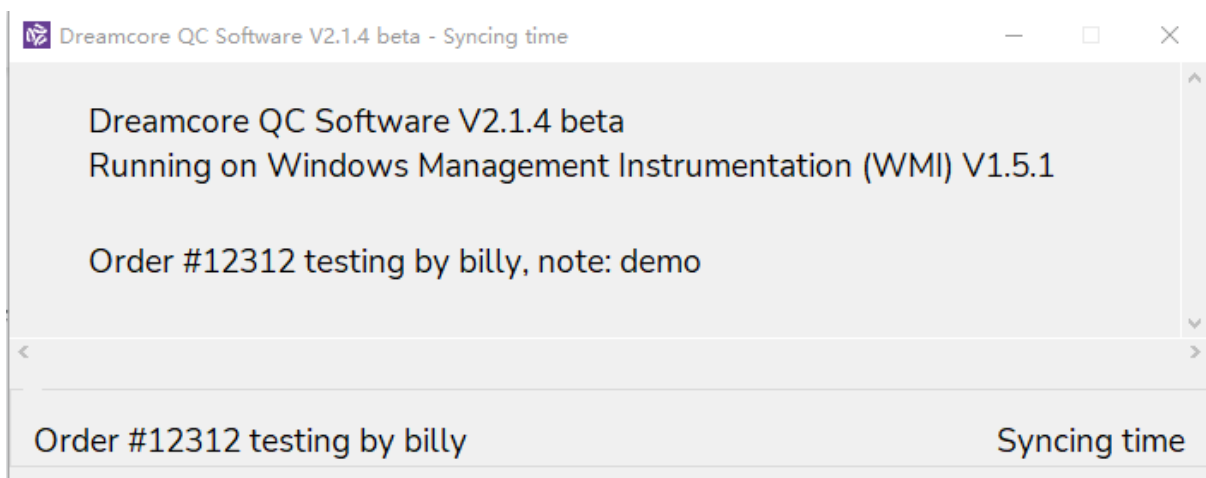 Dreamcore QC Software V2.1.4 beta - Syncing time
Dreamcore QC Software V2.1.4 beta
Running on Windows Management Instrumentation (WMI) V1.5.1
Order #12312 testing by billy, note: demo
Order #12312 testing by billy
Syncing time